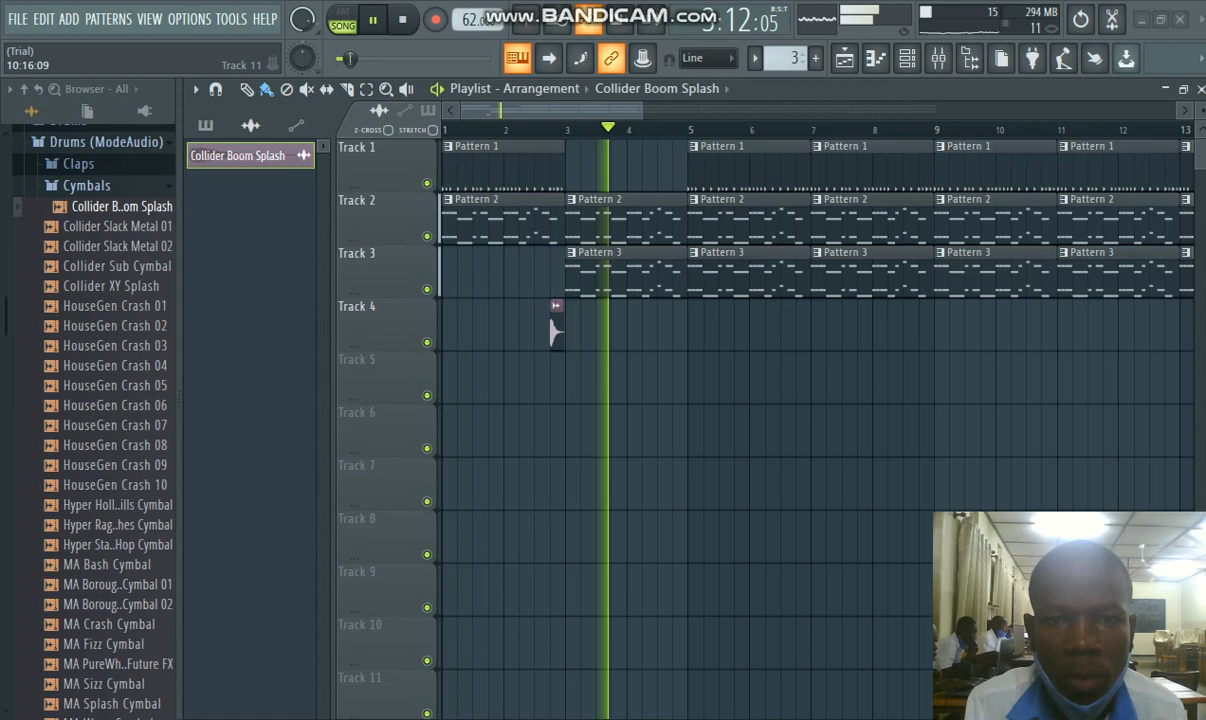 FILE EDIT ADD PATTERNS VIEW OPTIONS TOOLS HELP
PAT
SONG
62
www.BANDICAM.com
3:12:05
B:S:T
15
294 MB
11
(Trial)
10:16:09
Track 11
Line
3
Browser - All
Playlist - Arrangement
Collider Boom Splash
Z-CROSS
STRETCH
1 2 3 4 5 6 7 8 9 10 11 12 13
Drums (ModeAudio)
Claps
Cymbals
Collider B..om Splash
Collider Slack Metal 01
Collider Slack Metal 02
Collider Sub Cymbal
Collider XY Splash
HouseGen Crash 01
HouseGen Crash 02
HouseGen Crash 03
HouseGen Crash 04
HouseGen Crash 05
HouseGen Crash 06
HouseGen Crash 07
HouseGen Crash 08
HouseGen Crash 09
HouseGen Crash 10
Hyper Holl..ills Cymbal
Hyper Rag..hes Cymbal
Hyper Sta..Hop Cymbal
MA Bash Cymbal
MA Boroug..Cymbal 01
MA Boroug..Cymbal 02
MA Crash Cymbal
MA Fizz Cymbal
MA PureWh..Future FX
MA Sizz Cymbal
MA Splash Cymbal
Collider Boom Splash
Track 1
Pattern 1
Pattern 1
Pattern 1
Pattern 1
Pattern 1
Track 2
Pattern 2
Pattern 2
Pattern 2
Pattern 2
Pattern 2
Pattern 2
Track 3
Pattern 3
Pattern 3
Pattern 3
Pattern 3
Pattern 3
Track 4
Track 5
Track 6
Track 7
Track 8
Track 9
Track 10
Track 11